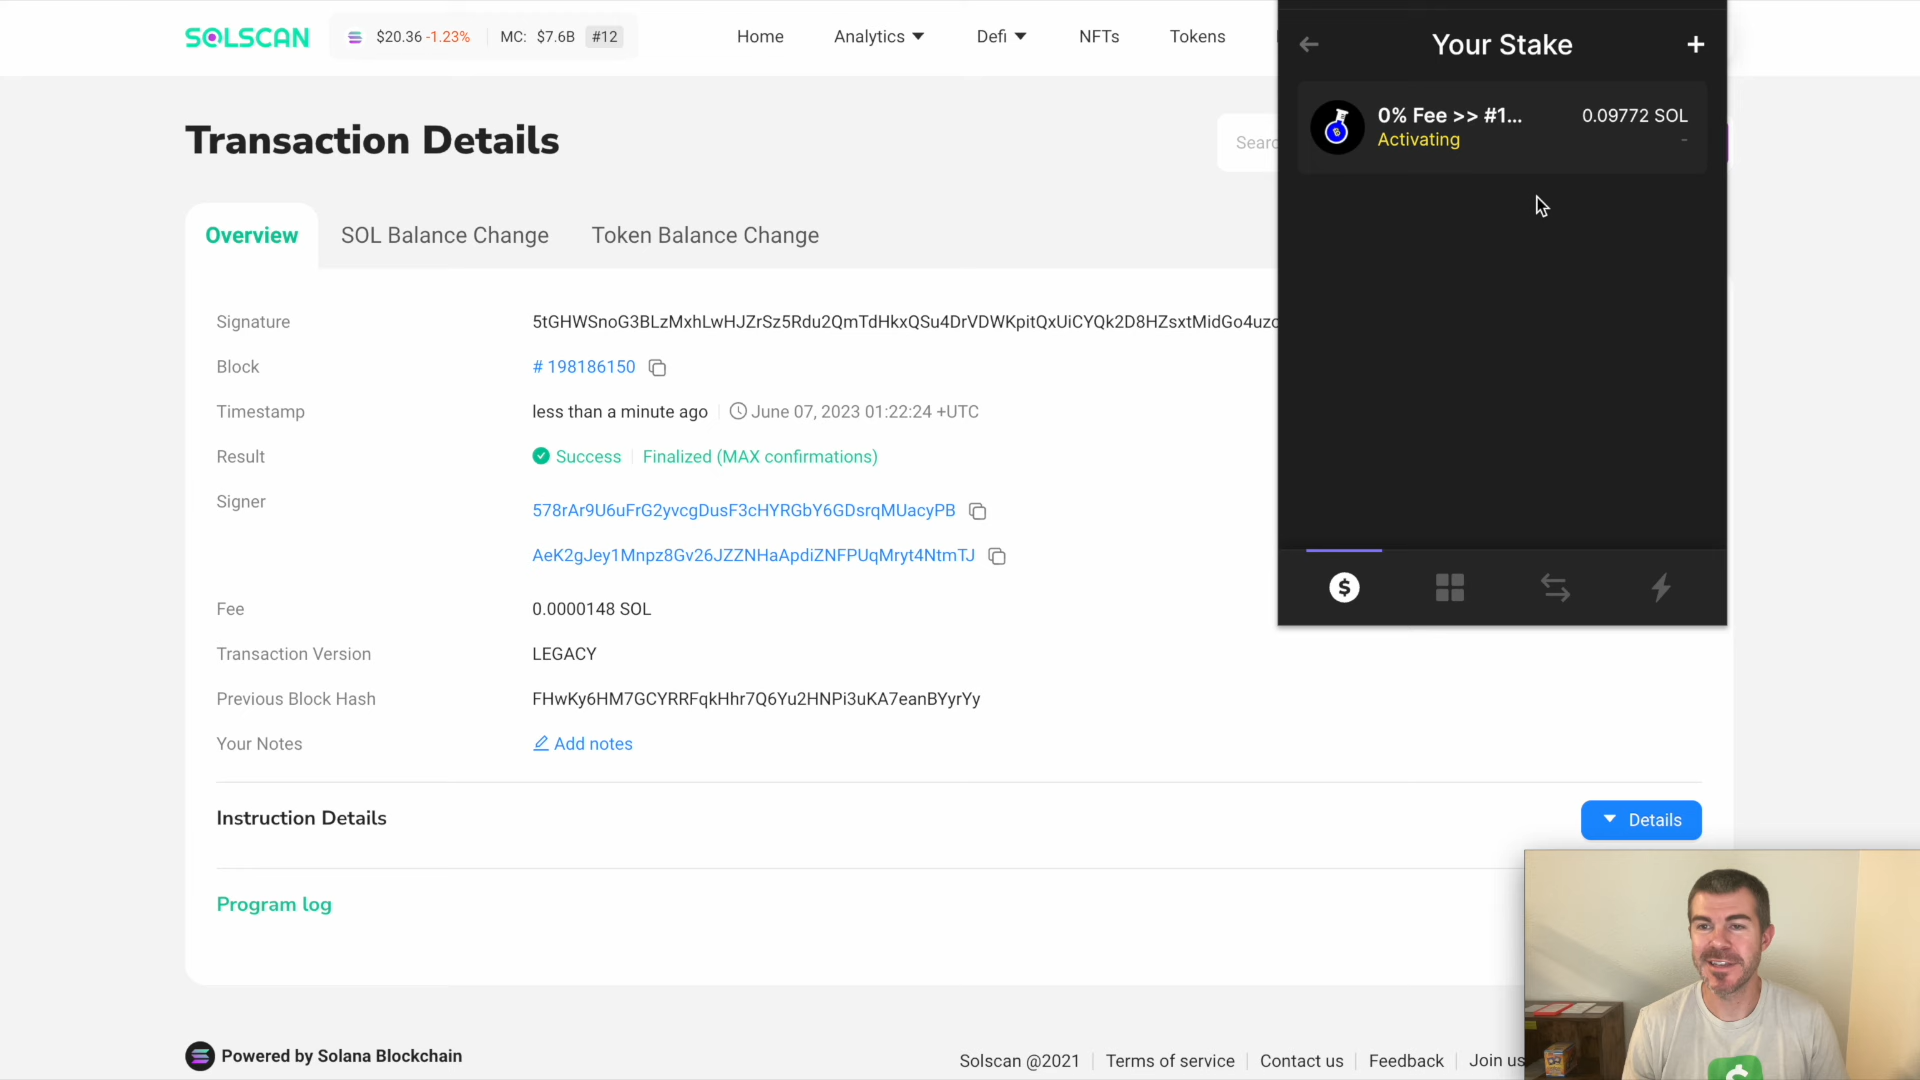 SOLSCAN
$20.36 -1.23% MC: $7.6B #12
Home Analytics Defi NFTs Tokens
Transaction Details
Overview SOL Balance Change Token Balance Change
Signature 5tGHWSnoG3BLzMxhLwHJZrSz5Rdu2QmTdHkxQSu4DrVDWKpitQxUiCYQk2D8HZsxtMidGo4uzc
Block # 198186150
Timestamp less than a minute ago June 07, 2023 01:22:24 +UTC
Result Success Finalized (MAX confirmations)
Signer 578rAr9U6uFrG2yvcgDusF3cHYRGbY6GDsrqMUacyPB
AeK2gJey1Mnpz8Gv26JZZNHaApdiZNFPUqMryt4NtmTJ
Fee 0.0000148 SOL
Transaction Version LEGACY
Previous Block Hash FHwKy6HM7GCYRRFqkHhr7Q6Yu2HNPi3uKA7eanBYyrYy
Your Notes Add notes
Instruction Details Details
Program log
Powered by Solana Blockchain
Solscan @2021 Terms of service Contact us Feedback Join us
Searc
Your Stake
0% Fee >> #1... 0.09772 SOL
Activating -